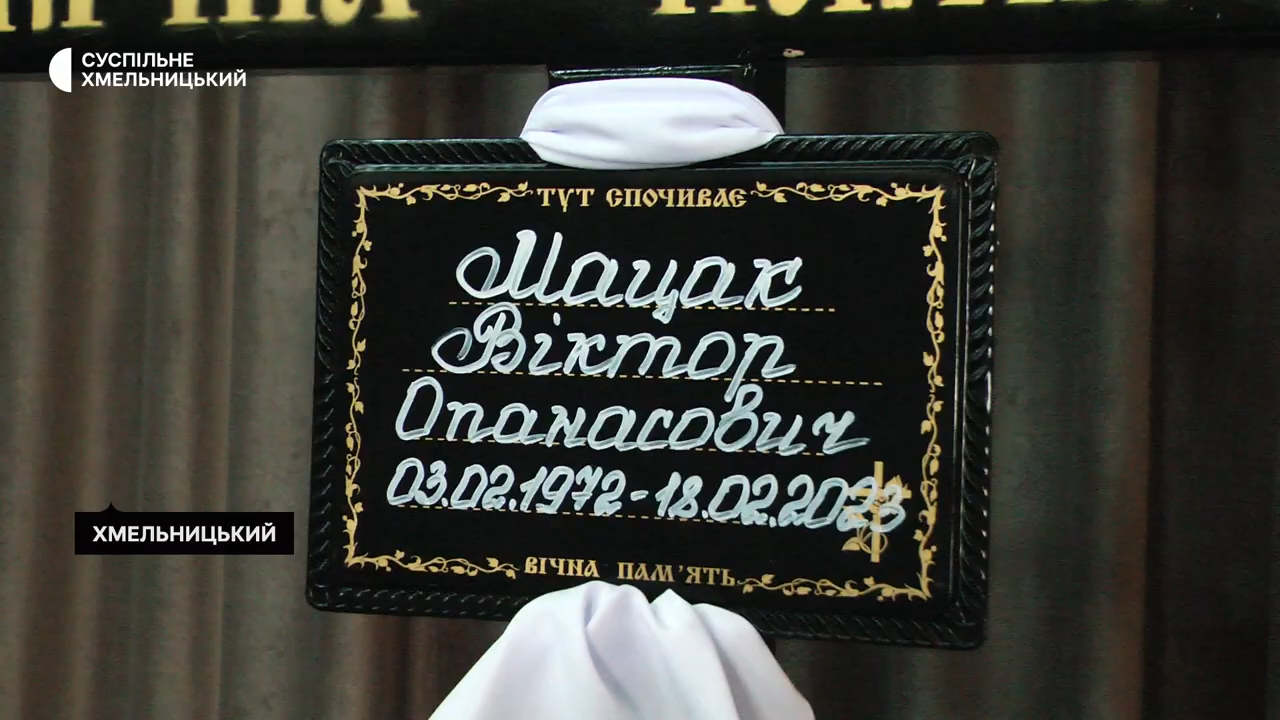 СУСПІЛЬНЕ
ХМЕЛЬНИЦЬКИЙ
ТУТ СПОЧИВАЄ
Мацак
Віктор
Опанасович
03.02.1972-18.02.2023
ХМЕЛЬНИЦЬКИЙ
ВІЧНА ПАМ'ЯТЬ